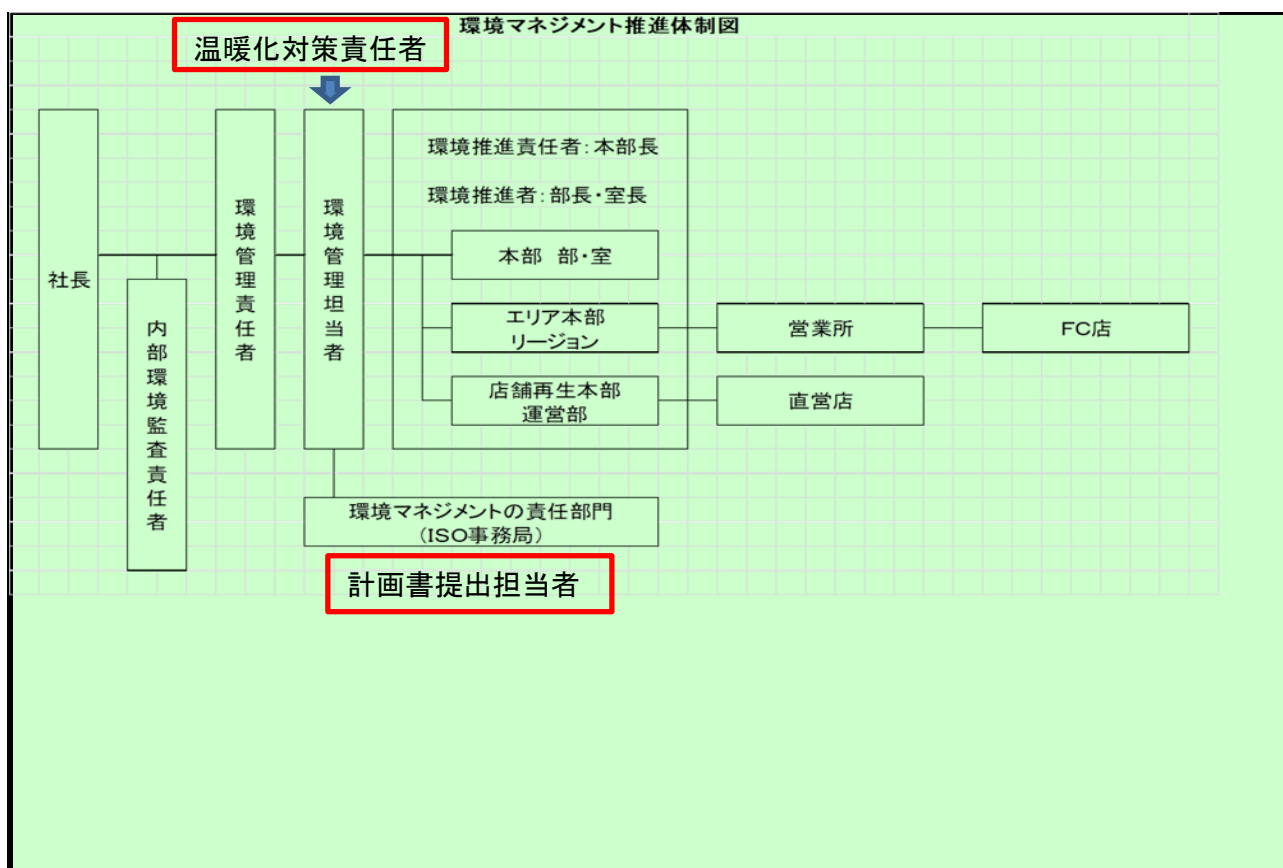 環境マネジメント推進体制図
温暖化対策責任者
社長
内部環境監査責任者
環境管理責任者
環境管理担当者
環境推進責任者:本部長
環境推進者:部長・室長
本部 部・室
エリア本部
リージョン
営業所
FC店
店舗再生本部
運営部
直営店
環境マネジメントの責任部門
(ISO事務局)
計画書提出担当者